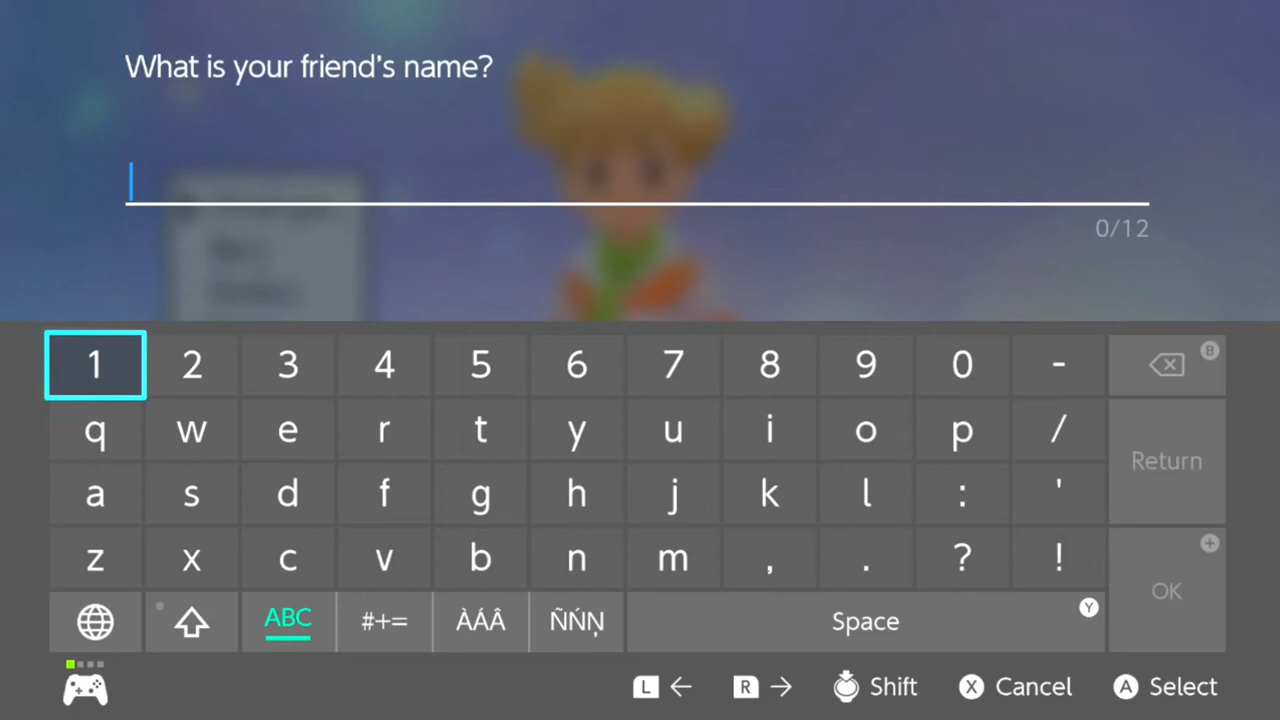 What is your friend's name?
0/12
1 2 3 4 5 6 7 8 9 0 - B
q w e r t y u i o p / Return
a s d f g h j k l : '
z x c v b n m , . ? ! + OK
ABC #+= ÀÁÂ ÑŃŅ Space Y
L ← R → Shift X Cancel A Select